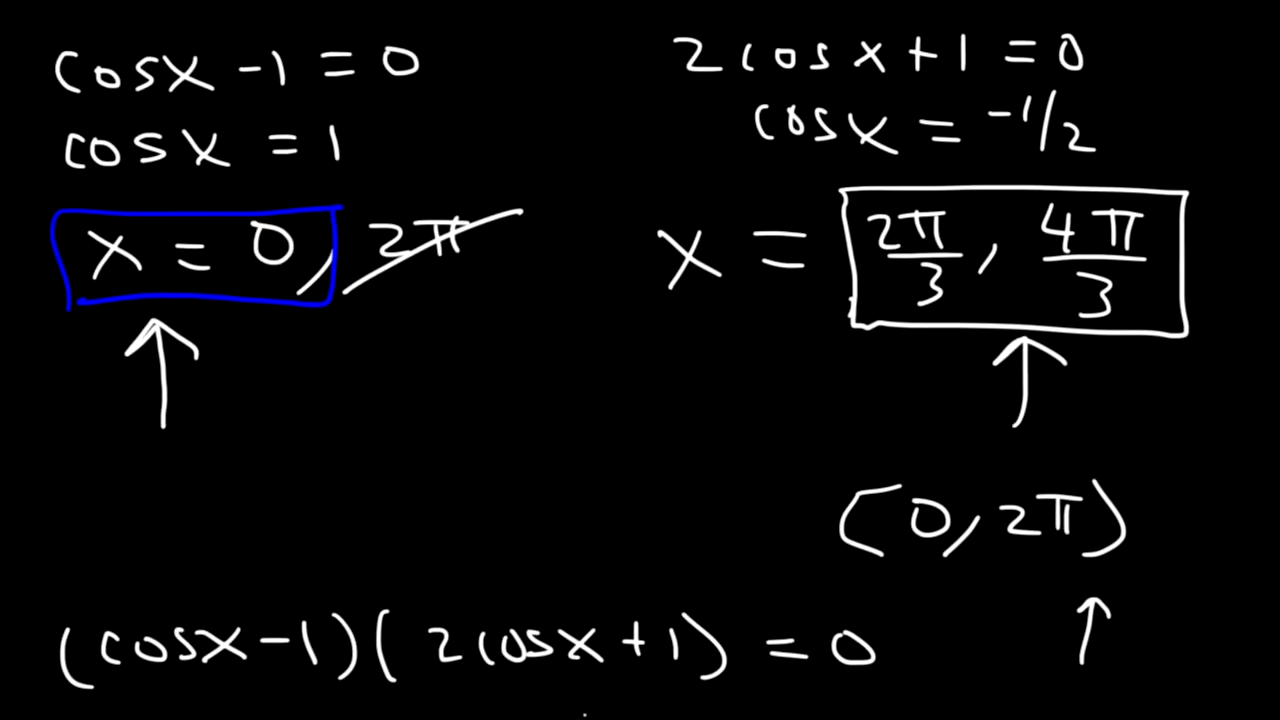 cosx - 1 = 0
cosx = 1
x = 0, 2π
2cosx + 1 = 0
cosx = -1/2
x = 2π/3, 4π/3
(0, 2π)
(cosx - 1)(2cosx + 1) = 0